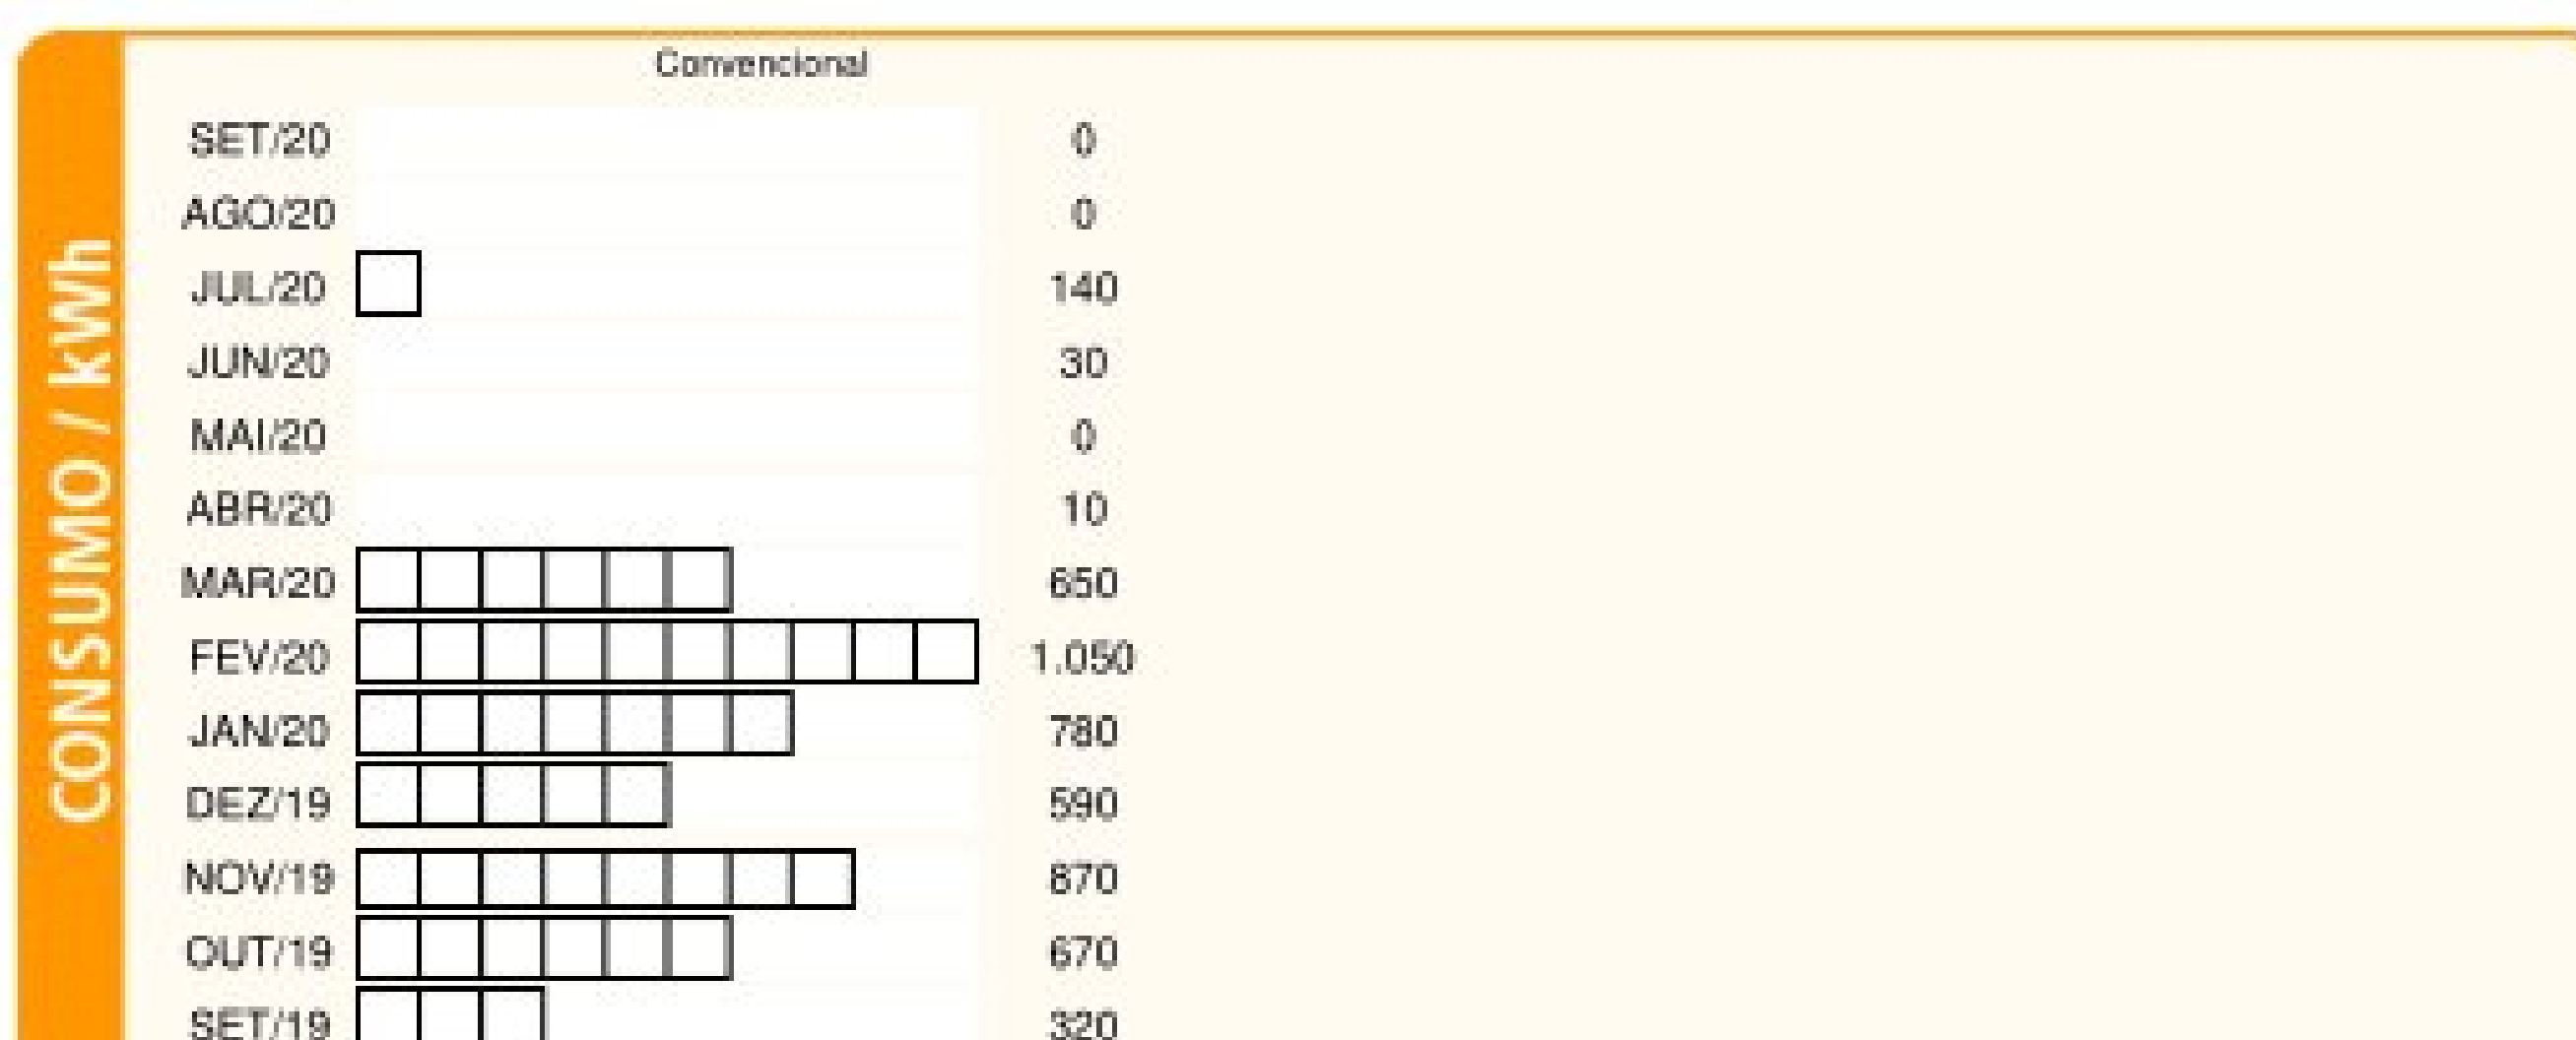 Convencional
CONSUMO / kWh
SET/20 0
AGO/20 0
JUL/20 140
JUN/20 30
MAI/20 0
ABR/20 10
MAR/20 650
FEV/20 1.050
JAN/20 780
DEZ/19 590
NOV/19 870
OUT/19 670
SET/19 320